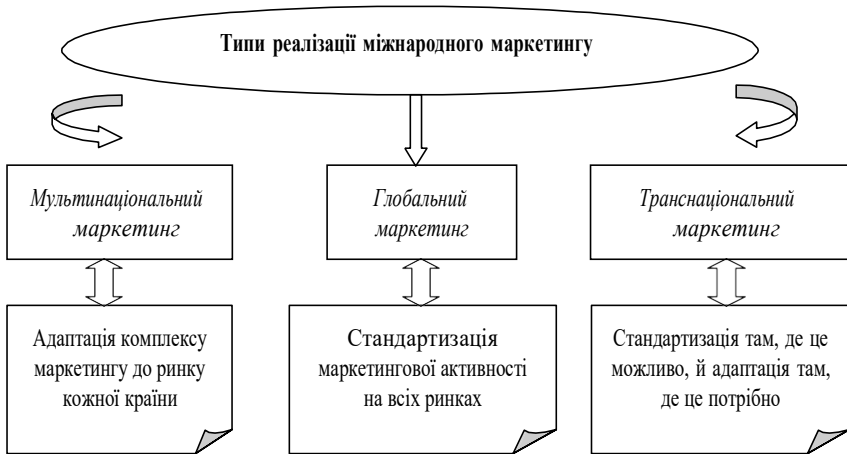 Типи реалізації міжнародного маркетингу
Мультинаціональний
маркетинг
Глобальний
маркетинг
Транснаціональний
маркетинг
Адаптація комплексу
маркетингу до ринку
кожної країни
Стандартизація
маркетингової активності
на всіх ринках
Стандартизація там, де це
можливо, й адаптація там,
де це потрібно